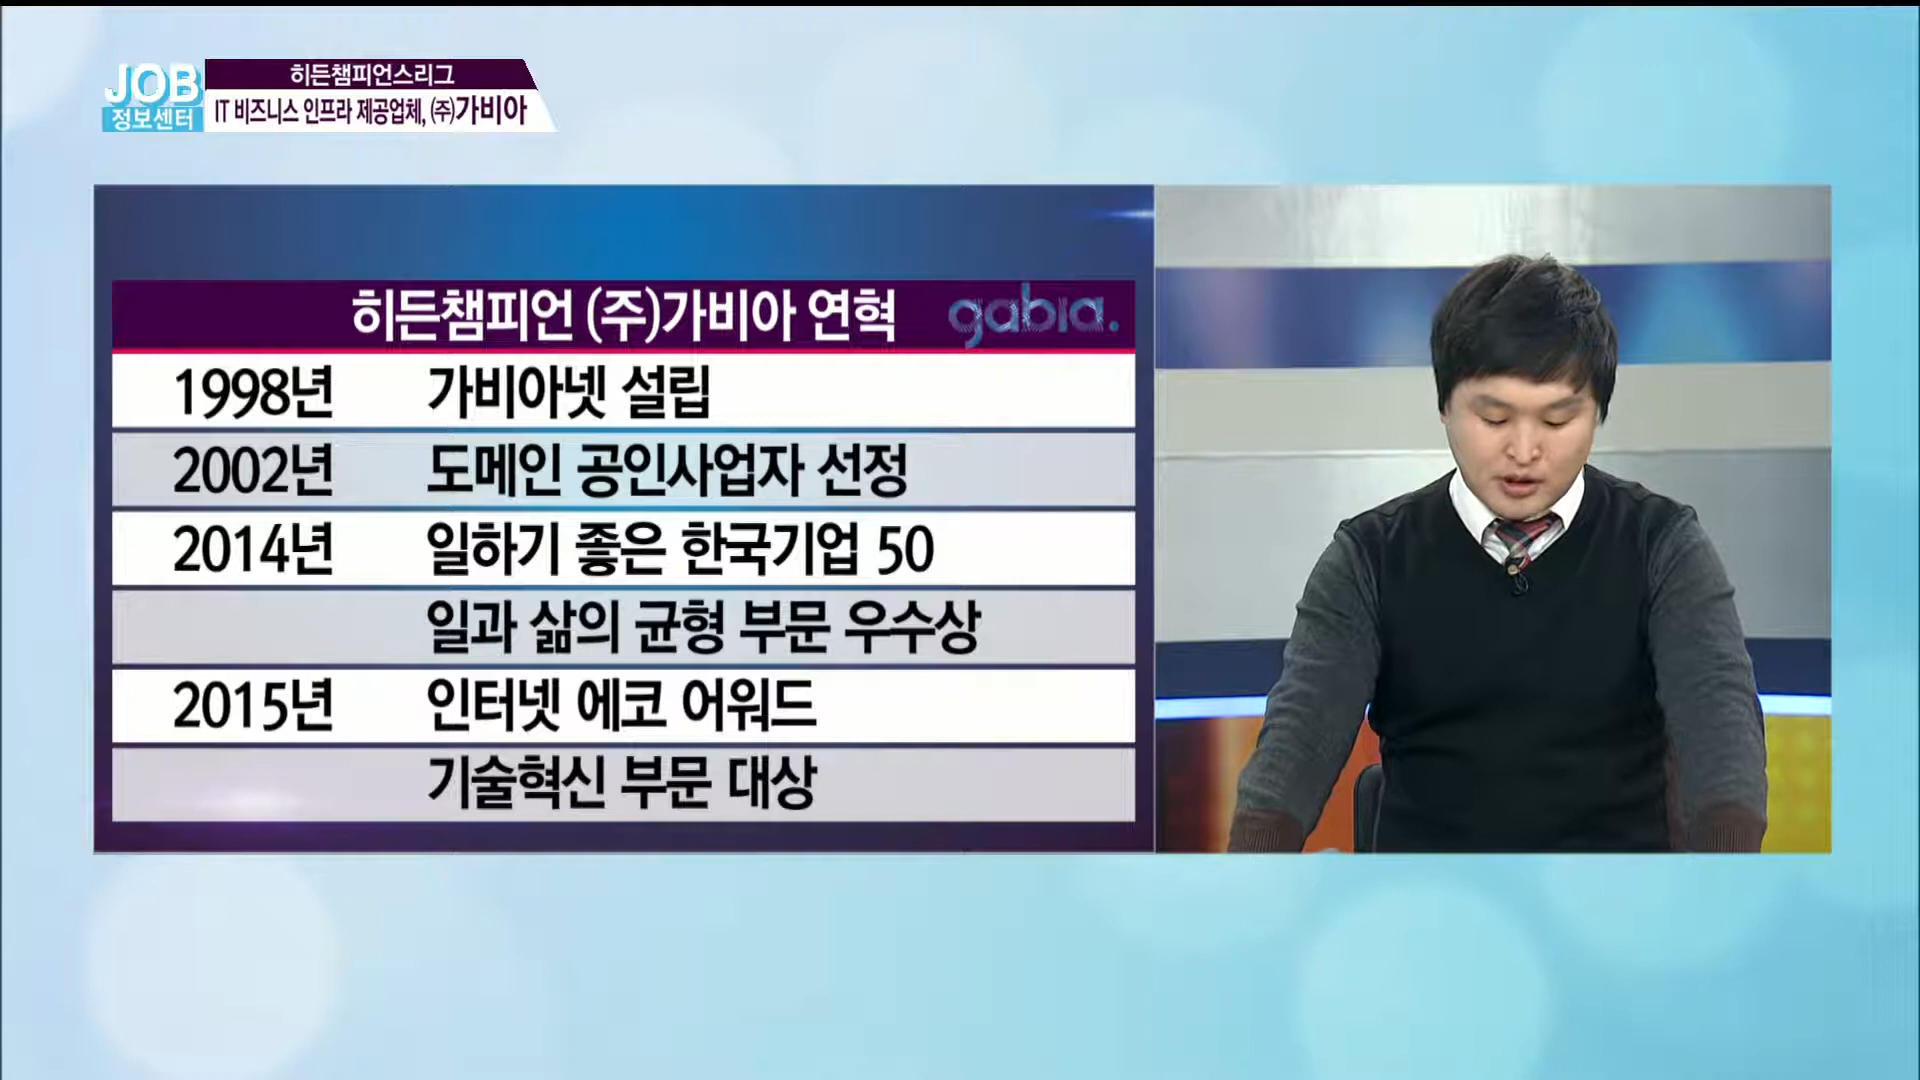 JOB
정보센터
히든챔피언스리그
IT 비즈니스 인프라 제공업체, ㈜가비아
히든챔피언 (주)가비아 연혁 gabia.
1998년 가비아넷 설립
2002년 도메인 공인사업자 선정
2014년 일하기 좋은 한국기업 50
일과 삶의 균형 부문 우수상
2015년 인터넷 에코 어워드
기술혁신 부문 대상